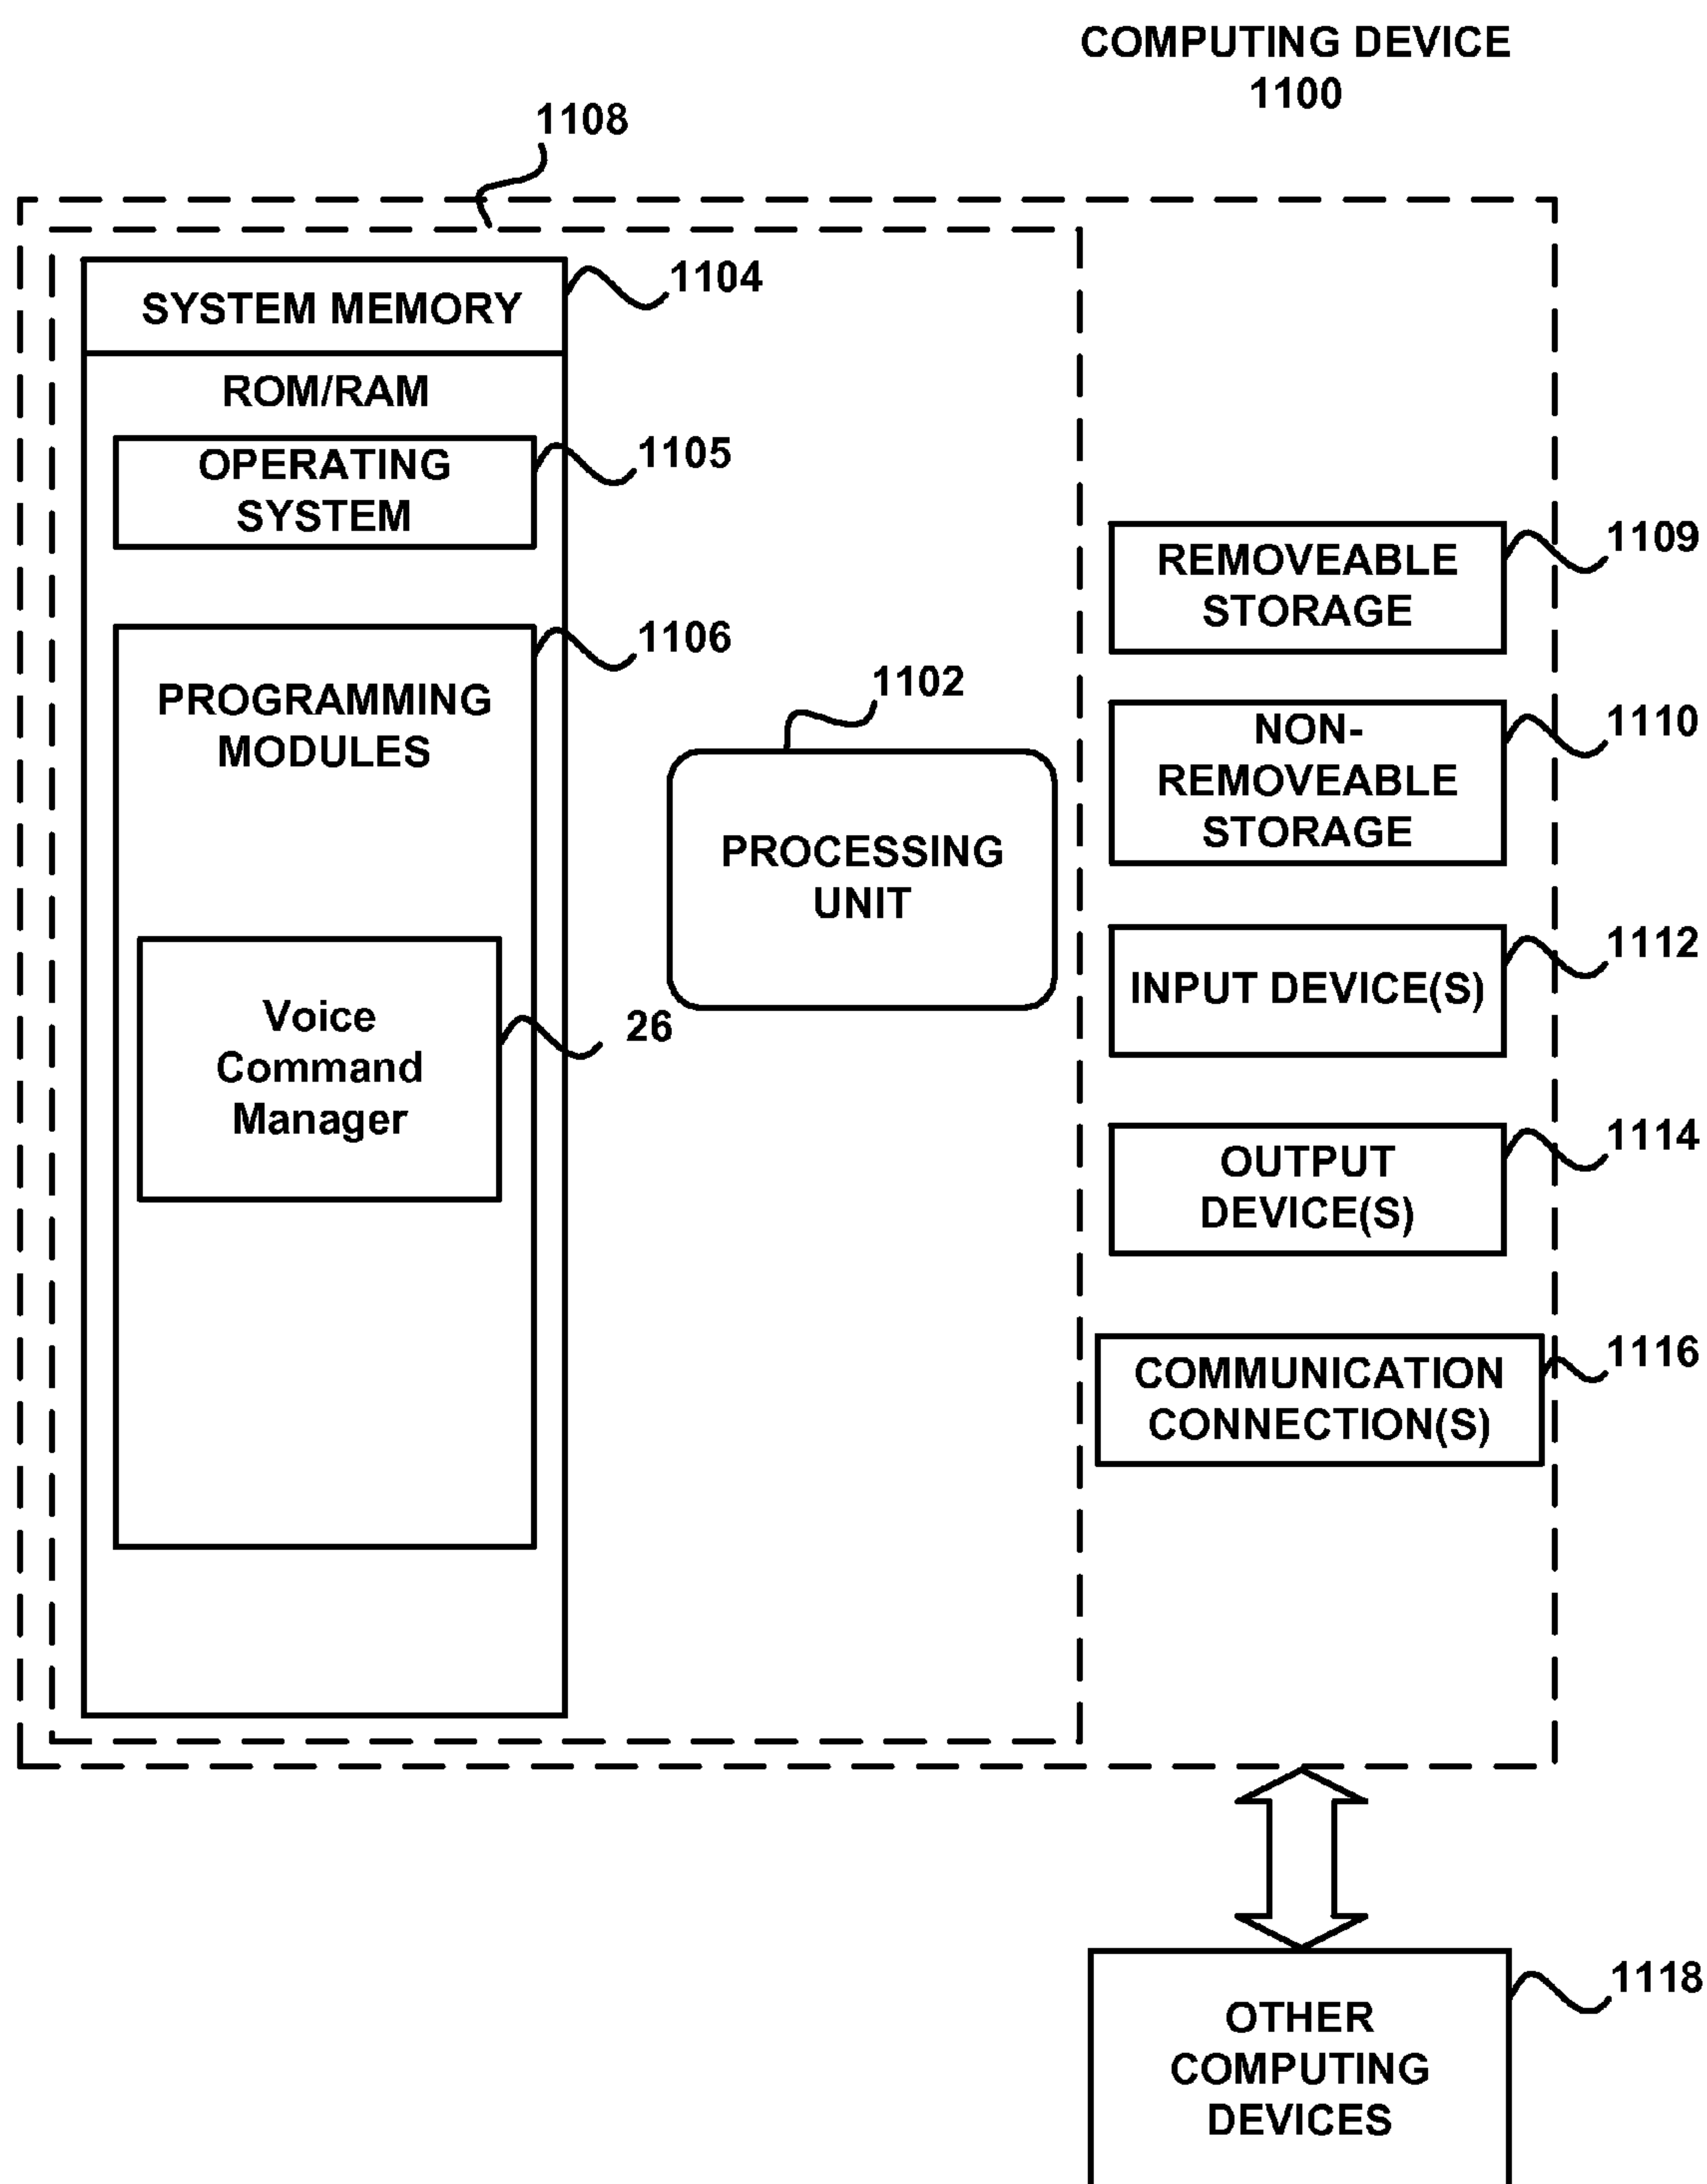 COMPUTING DEVICE
1100
1108
SYSTEM MEMORY
1104
ROM/RAM
OPERATING
SYSTEM
1105
PROGRAMMING
MODULES
1106
Voice
Command
Manager
26
1102
PROCESSING
UNIT
REMOVEABLE
STORAGE
1109
NON-
REMOVEABLE
STORAGE
1110
INPUT DEVICE(S)
1112
OUTPUT
DEVICE(S)
1114
COMMUNICATION
CONNECTION(S)
1116
OTHER
COMPUTING
DEVICES
1118